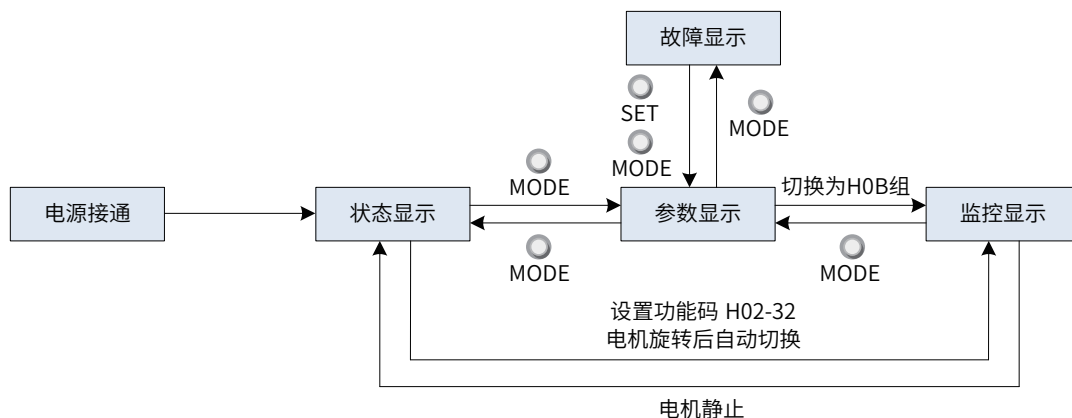 故障显示
SET
MODE
MODE
MODE
切换为H0B组
电源接通
状态显示
参数显示
监控显示
MODE
MODE
设置功能码 H02-32
电机旋转后自动切换
电机静止